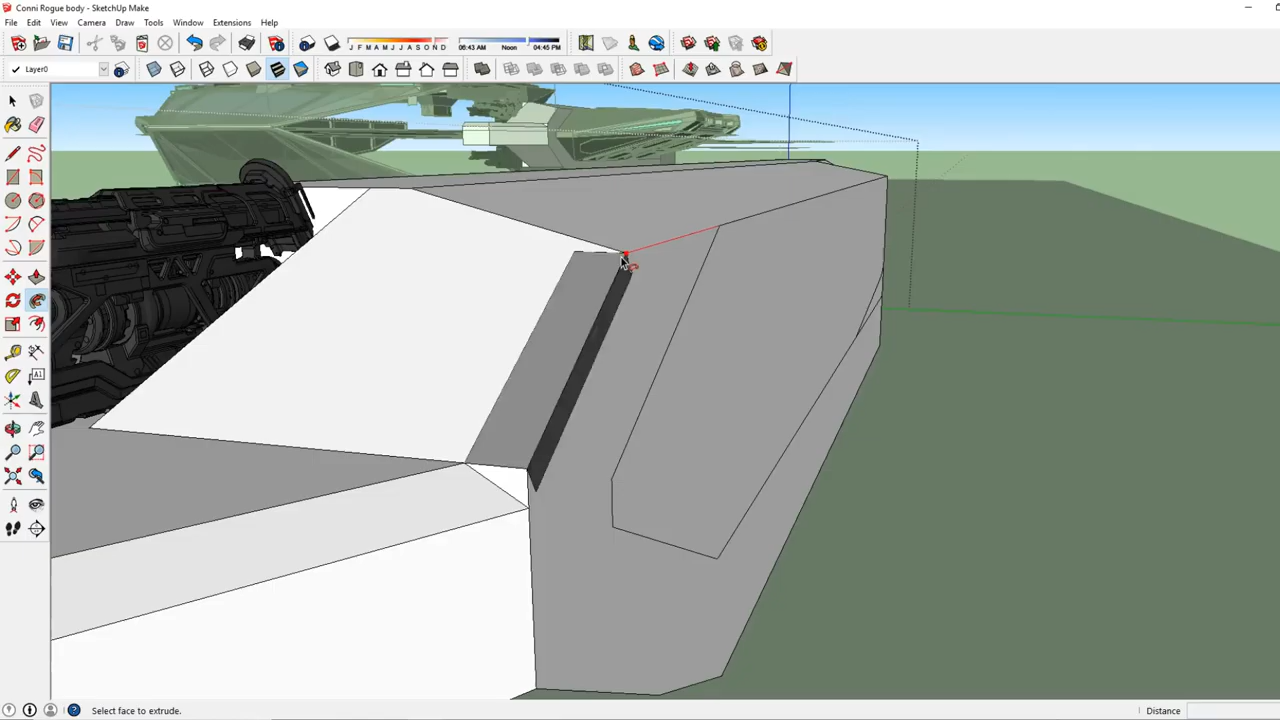 Conni Rogue body - SketchUp Make
File Edit View Camera Draw Tools Window Extensions Help
J F M A M J J A S O N D 06:43 AM Noon 04:45 PM
Layer0
A1
Select face to extrude. Distance